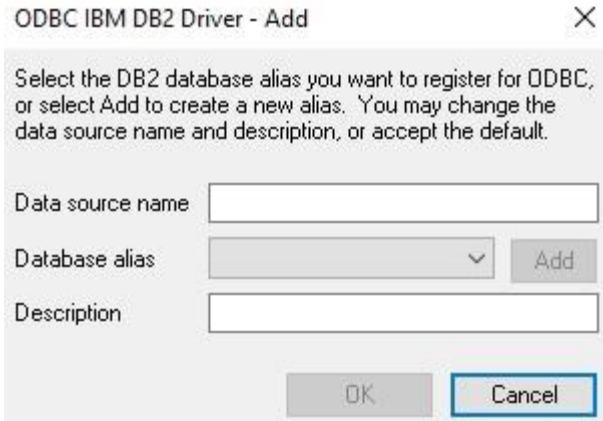 ODBC IBM DB2 Driver - Add
Select the DB2 database alias you want to register for ODBC,
or select Add to create a new alias. You may change the
data source name and description, or accept the default.
Data source name
Database alias
Add
Description
OK
Cancel